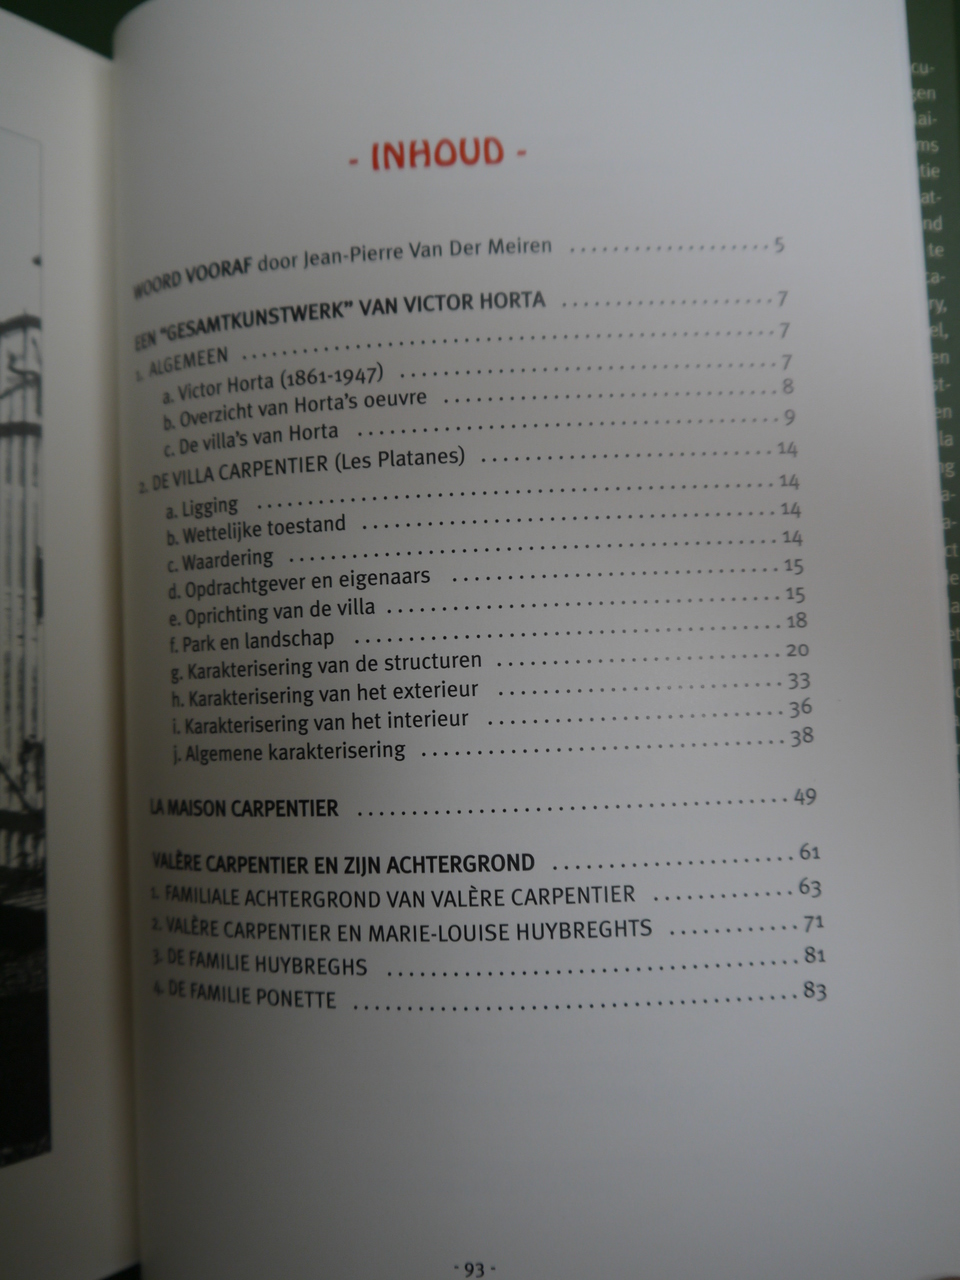 - INHOUD -
WOORD VOORAF door Jean-Pierre Van Der Meiren .................... 5
EEN "GESAMTKUNSTWERK" VAN VICTOR HORTA .................... 7
1. ALGEMEEN .................... 7
a. Victor Horta (1861-1947) .................... 7
b. Overzicht van Horta's oeuvre .................... 8
c. De villa's van Horta .................... 9
2. DE VILLA CARPENTIER (Les Platanes) .................... 14
a. Ligging .................... 14
b. Wettelijke toestand .................... 14
c. Waardering .................... 14
d. Opdrachtgever en eigenaars .................... 15
e. Oprichting van de villa .................... 15
f. Park en landschap .................... 18
g. Karakterisering van de structuren .................... 20
h. Karakterisering van het exterieur .................... 33
i. Karakterisering van het interieur .................... 36
j. Algemene karakterisering .................... 38
LA MAISON CARPENTIER .................... 49
VALÈRE CARPENTIER EN ZIJN ACHTERGROND .................... 61
1. FAMILIALE ACHTERGROND VAN VALÈRE CARPENTIER .................... 63
2. VALÈRE CARPENTIER EN MARIE-LOUISE HUYBREGHTS .................... 71
3. DE FAMILIE HUYBREGHS .................... 81
4. DE FAMILIE PONETTE .................... 83
- 93 -